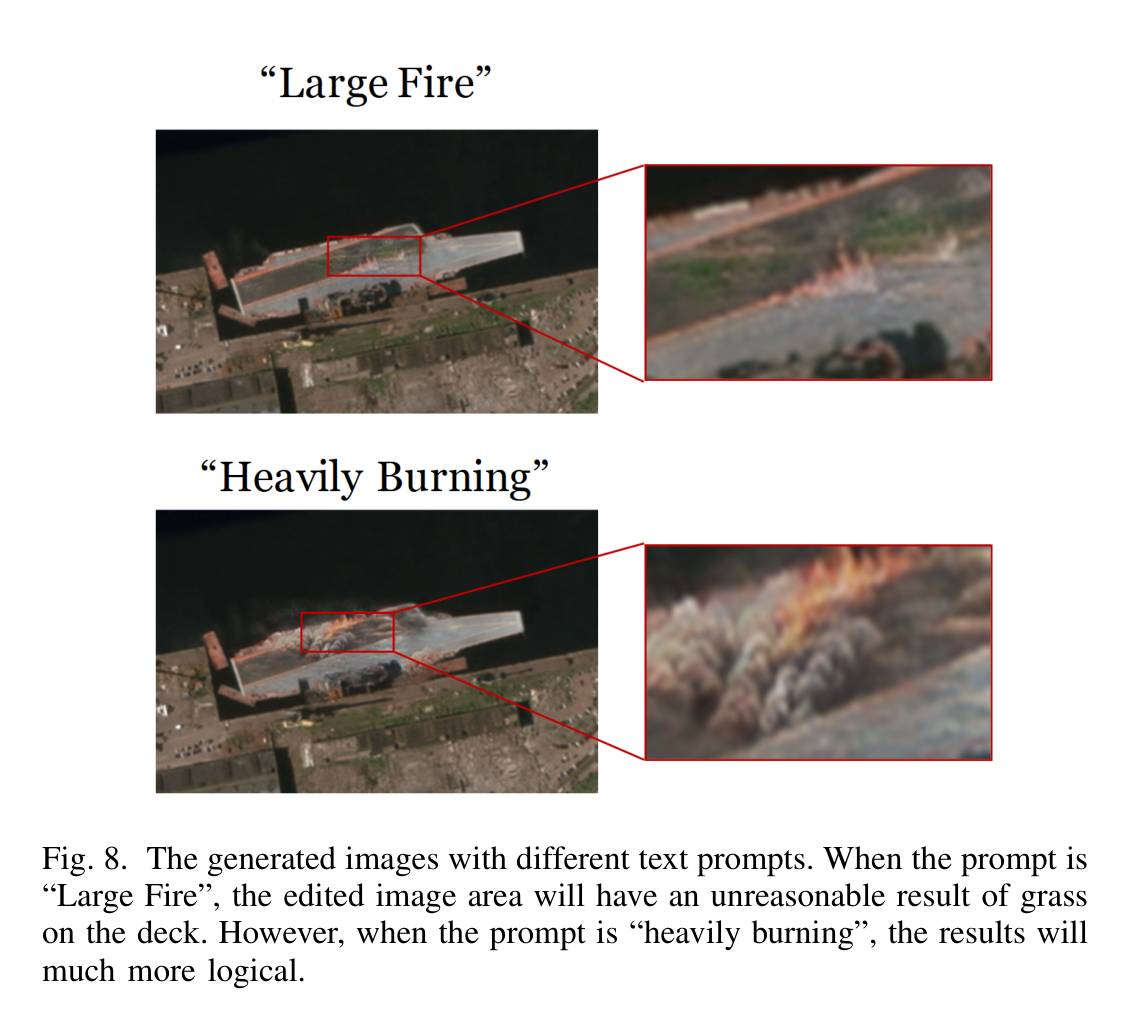 “Large Fire”
“Heavily Burning”
Fig. 8. The generated images with different text prompts. When the prompt is
“Large Fire”, the edited image area will have an unreasonable result of grass
on the deck. However, when the prompt is “heavily burning”, the results will
much more logical.